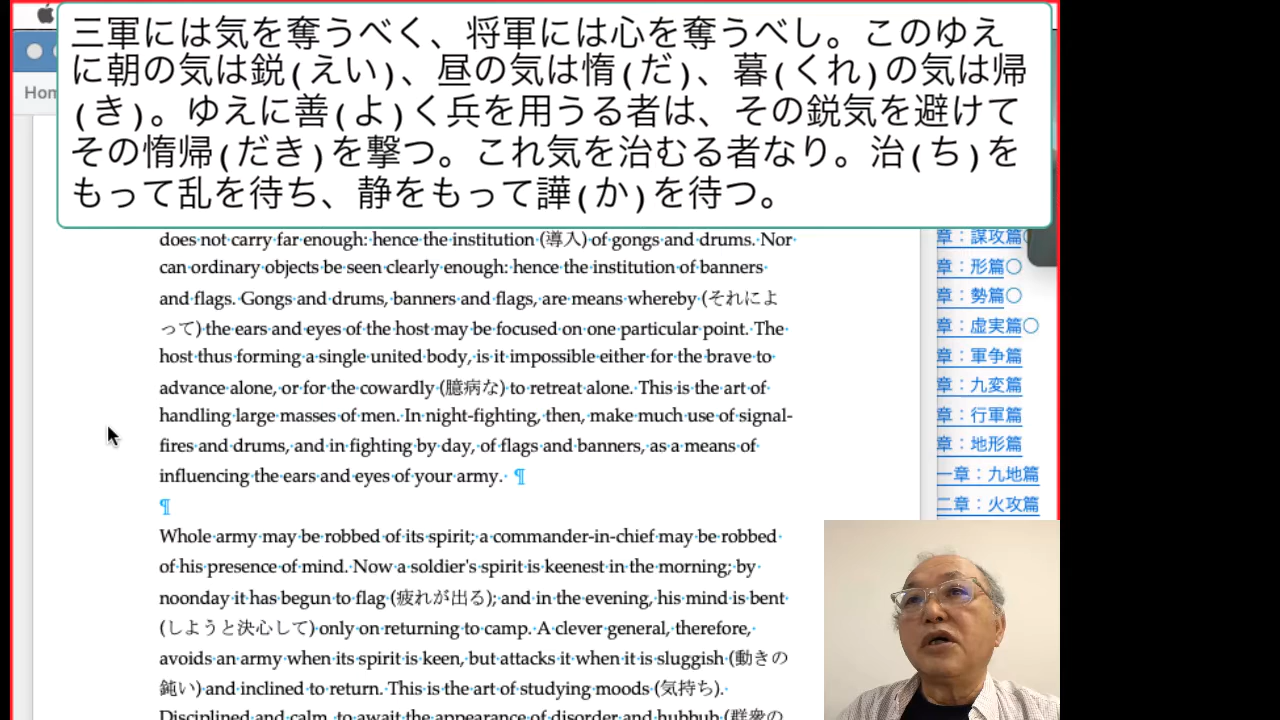 三軍には気を奪うべく、将軍には心を奪うべし。このゆえ
に朝の気は鋭(えい)、昼の気は惰(だ)、暮(くれ)の気は帰
(き)。ゆえに善(よ)く兵を用うる者は、その鋭気を避けて
その惰帰(だき)を撃つ。これ気を治むる者なり。治(ち)を
もって乱を待ち、静をもって譁(か)を待つ。
Hom
does not carry far enough: hence the institution (導入) of gongs and drums. Nor
can ordinary objects be seen clearly enough: hence the institution of banners
and flags. Gongs and drums, banners and flags, are means whereby (それによ
って) the ears and eyes of the host may be focused on one particular point. The
host thus forming a single united body, is it impossible either for the brave to
advance alone, or for the cowardly (臆病な) to retreat alone. This is the art of
handling large masses of men. In night-fighting, then, make much use of signal-
fires and drums, and in fighting by day, of flags and banners, as a means of
influencing the ears and eyes of your army. ¶
¶
Whole army may be robbed of its spirit; a commander-in-chief may be robbed
of his presence of mind. Now a soldier's spirit is keenest in the morning; by
noonday it has begun to flag (疲れが出る); and in the evening, his mind is bent
(しようと決心して) only on returning to camp. A clever general, therefore,
avoids an army when its spirit is keen, but attacks it when it is sluggish (動きの
鈍い) and inclined to return. This is the art of studying moods (気持ち).
Disciplined and calm, to await the appearance of disorder and hubbub (群衆の
章：謀攻篇○
章：形篇○
章：勢篇○
章：虚実篇○
章：軍争篇
章：九変篇
章：行軍篇
章：地形篇
一章：九地篇
二章：火攻篇